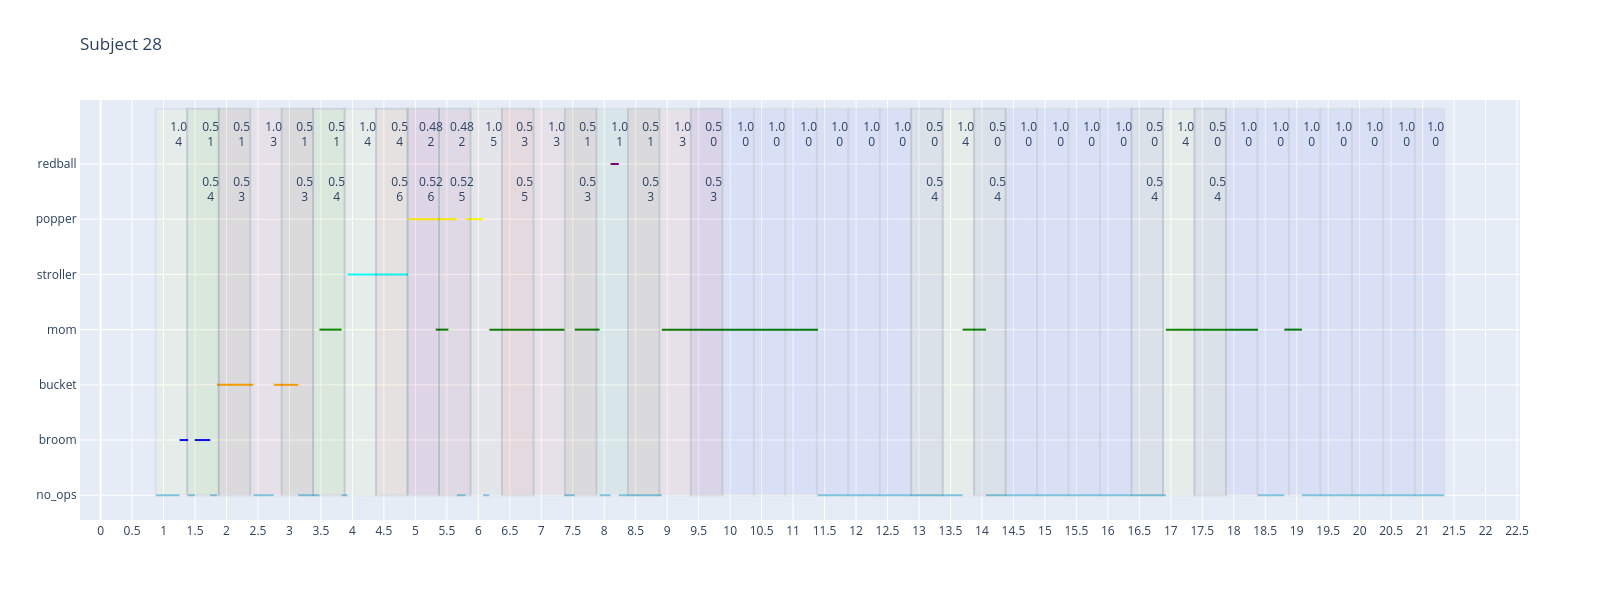 Subject 28
1.0 0.5 0.5 1.0 0.5 0.5 1.0 0.5 0.48 0.48 1.0 0.5 1.0 0.5 1.0 0.5 1.0 0.5 1.0 1.0 1.0 1.0 1.0 1.0 0.5 1.0 0.5 1.0 1.0 1.0 1.0 0.5 1.0 0.5 1.0 1.0 1.0 1.0 1.0 1.0 1.0
4 1 1 3 1 1 4 4 2 2 5 3 3 1 1 1 3 0 0 0 0 0 0 0 0 4 0 0 0 0 0 0 4 0 0 0 0 0 0 0 0
redball
0.5 0.5 0.5 0.5 0.5 0.52 0.52 0.5 0.5 0.5 0.5 0.5 0.5 0.5 0.5
4 3 3 4 6 6 5 5 3 3 3 4 4 4 4
popper
stroller
mom
bucket
broom
no_ops
0 0.5 1 1.5 2 2.5 3 3.5 4 4.5 5 5.5 6 6.5 7 7.5 8 8.5 9 9.5 10 10.5 11 11.5 12 12.5 13 13.5 14 14.5 15 15.5 16 16.5 17 17.5 18 18.5 19 19.5 20 20.5 21 21.5 22 22.5